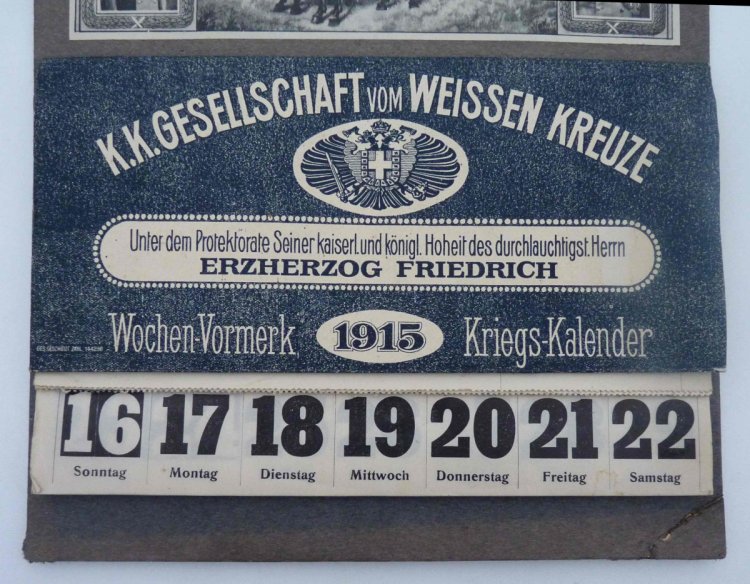 K.K. GESELLSCHAFT VOM WEISSEN KREUZE
Unter dem Protektorate Seiner kaiserl. und königl. Hoheit des durchlauchtigst. Herrn
ERZHERZOG FRIEDRICH
Wochen-Vormerk 1915 Kriegs-Kalender
16 17 18 19 20 21 22
Sonntag Montag Dienstag Mittwoch Donnerstag Freitag Samstag